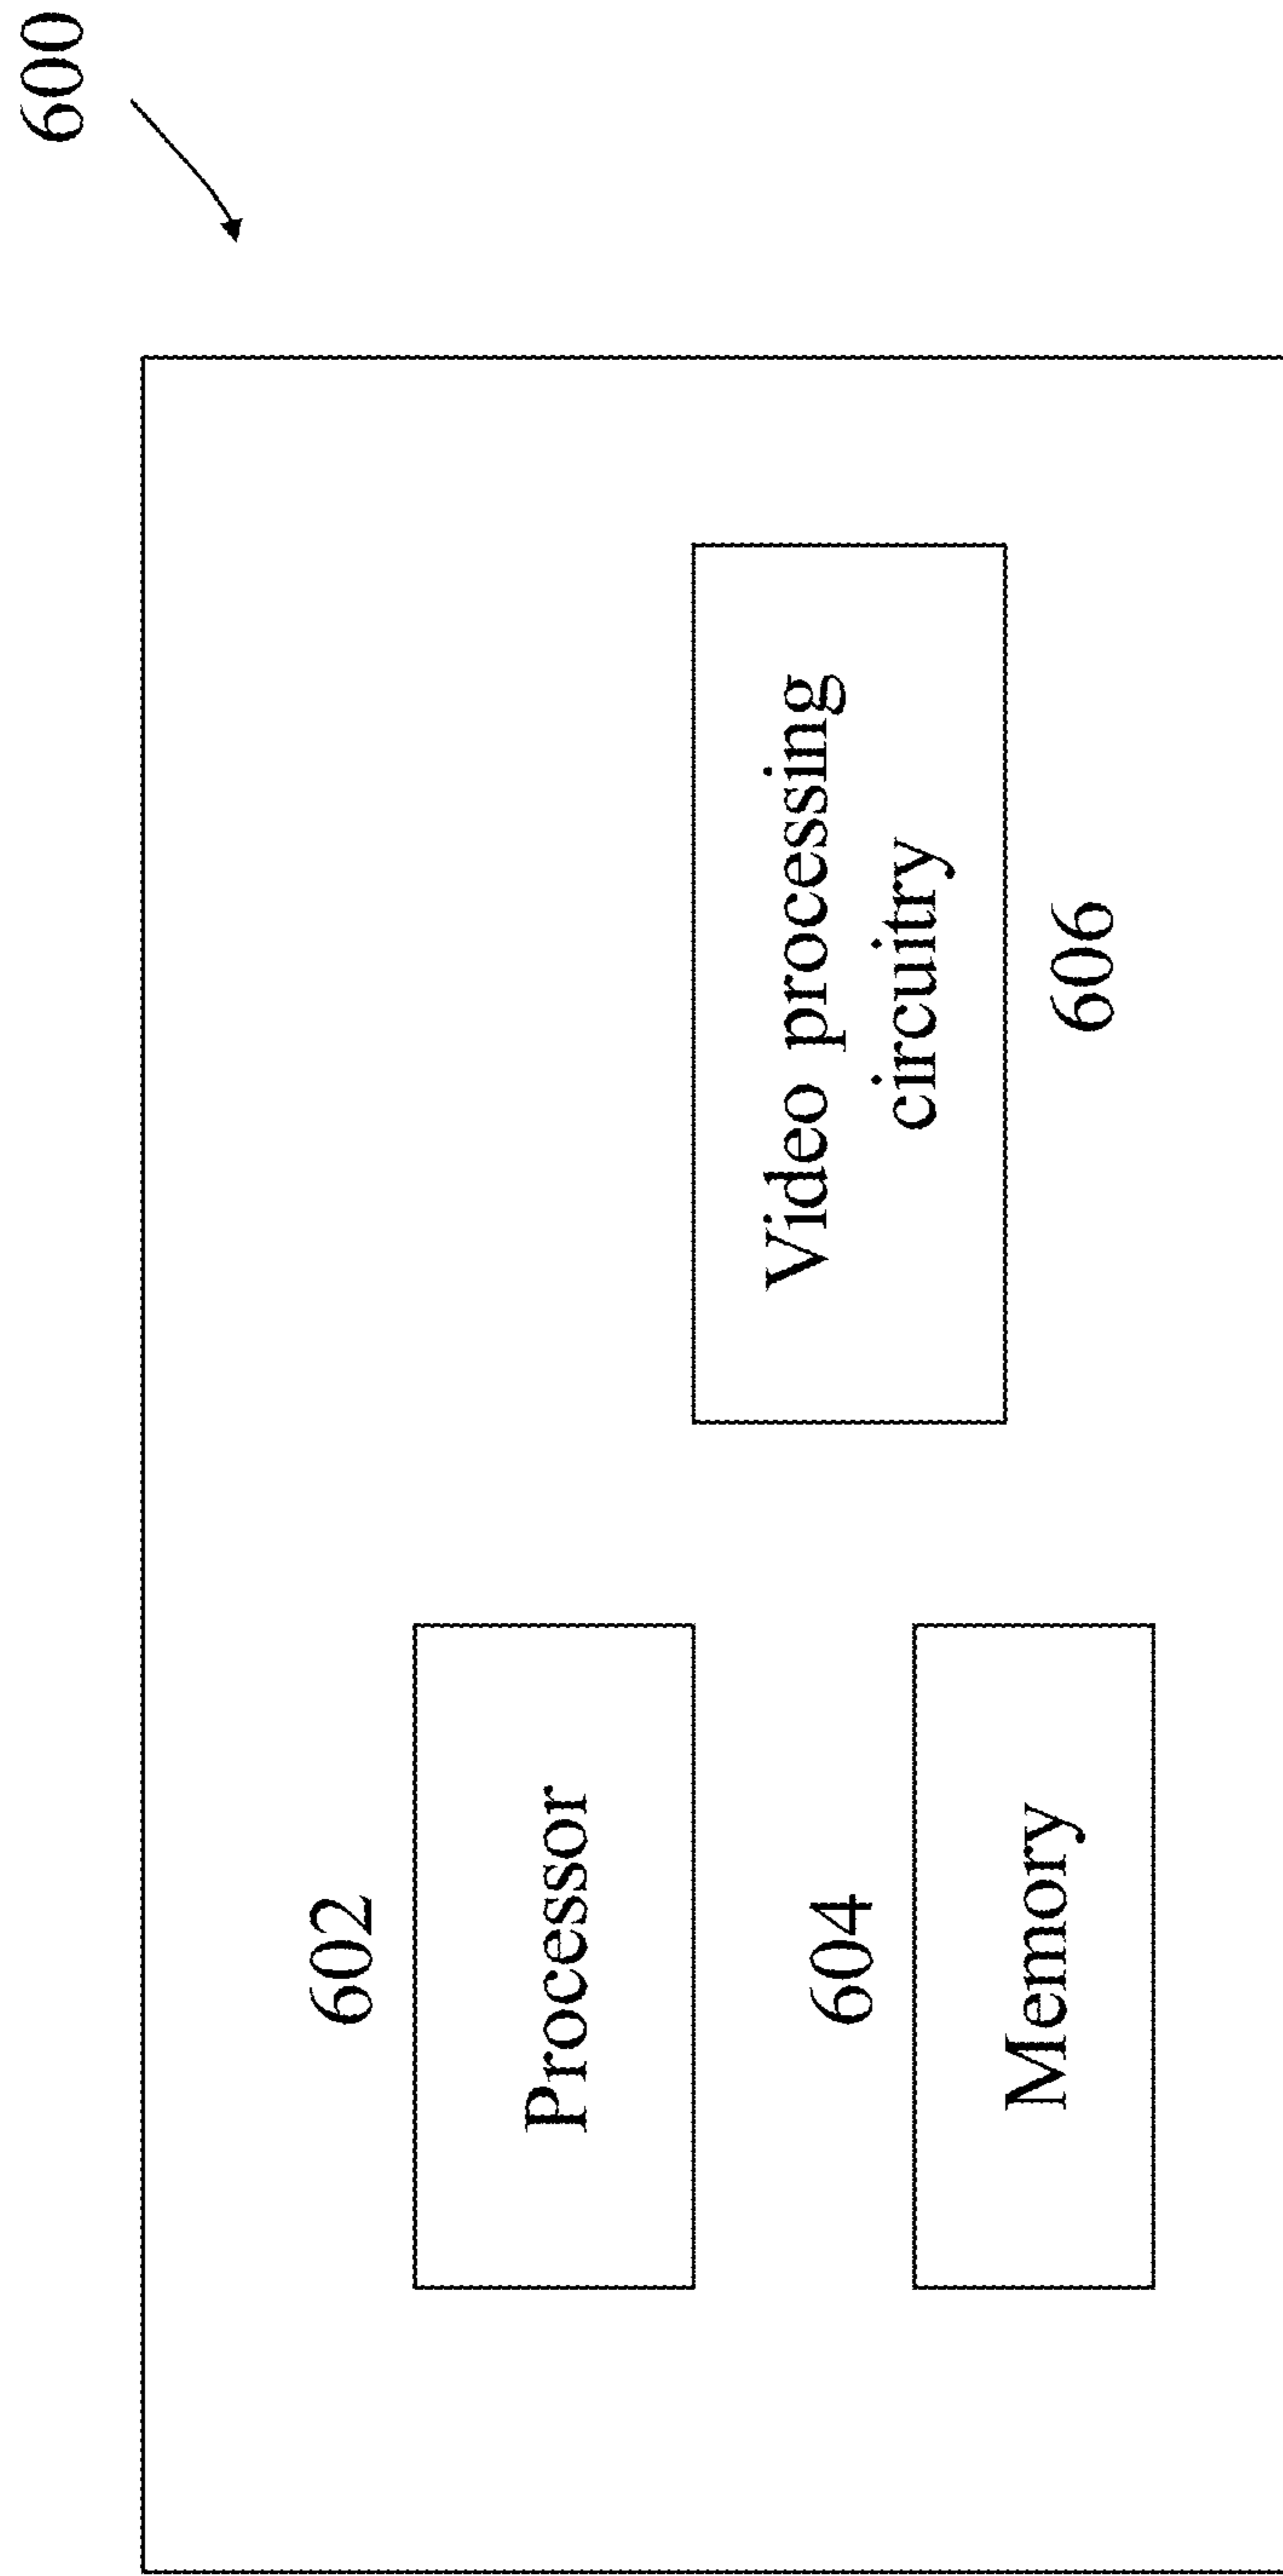 600
602
Processor
604
Memory
Video processing
circuitry
606